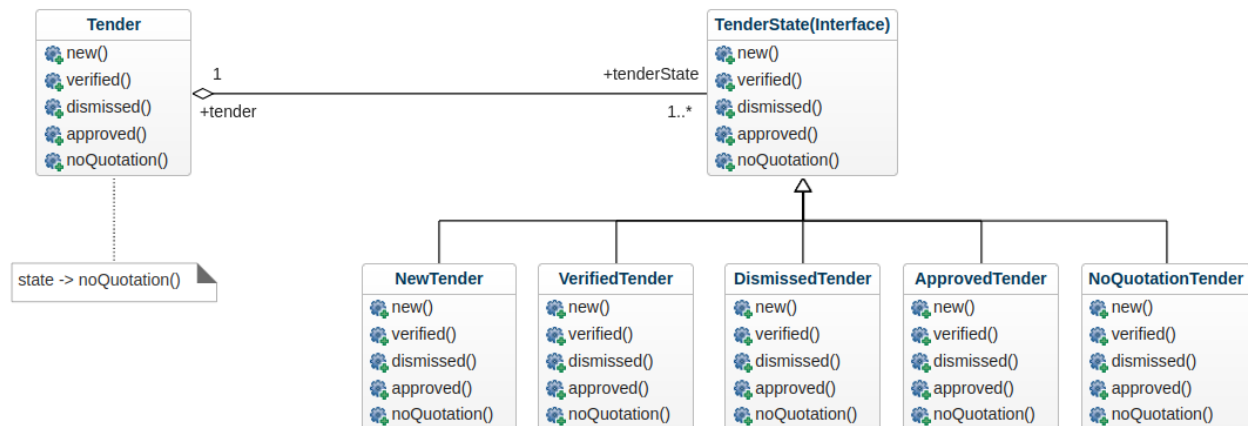 Tender
new()
verified()
dismissed()
approved()
noQuotation()
1
+tender
+tenderState
1..*
TenderState(Interface)
new()
verified()
dismissed()
approved()
noQuotation()
state -> noQuotation()
NewTender
new()
verified()
dismissed()
approved()
noQuotation()
VerifiedTender
new()
verified()
dismissed()
approved()
noQuotation()
DismissedTender
new()
verified()
dismissed()
approved()
noQuotation()
ApprovedTender
new()
verified()
dismissed()
approved()
noQuotation()
NoQuotationTender
new()
verified()
dismissed()
approved()
noQuotation()